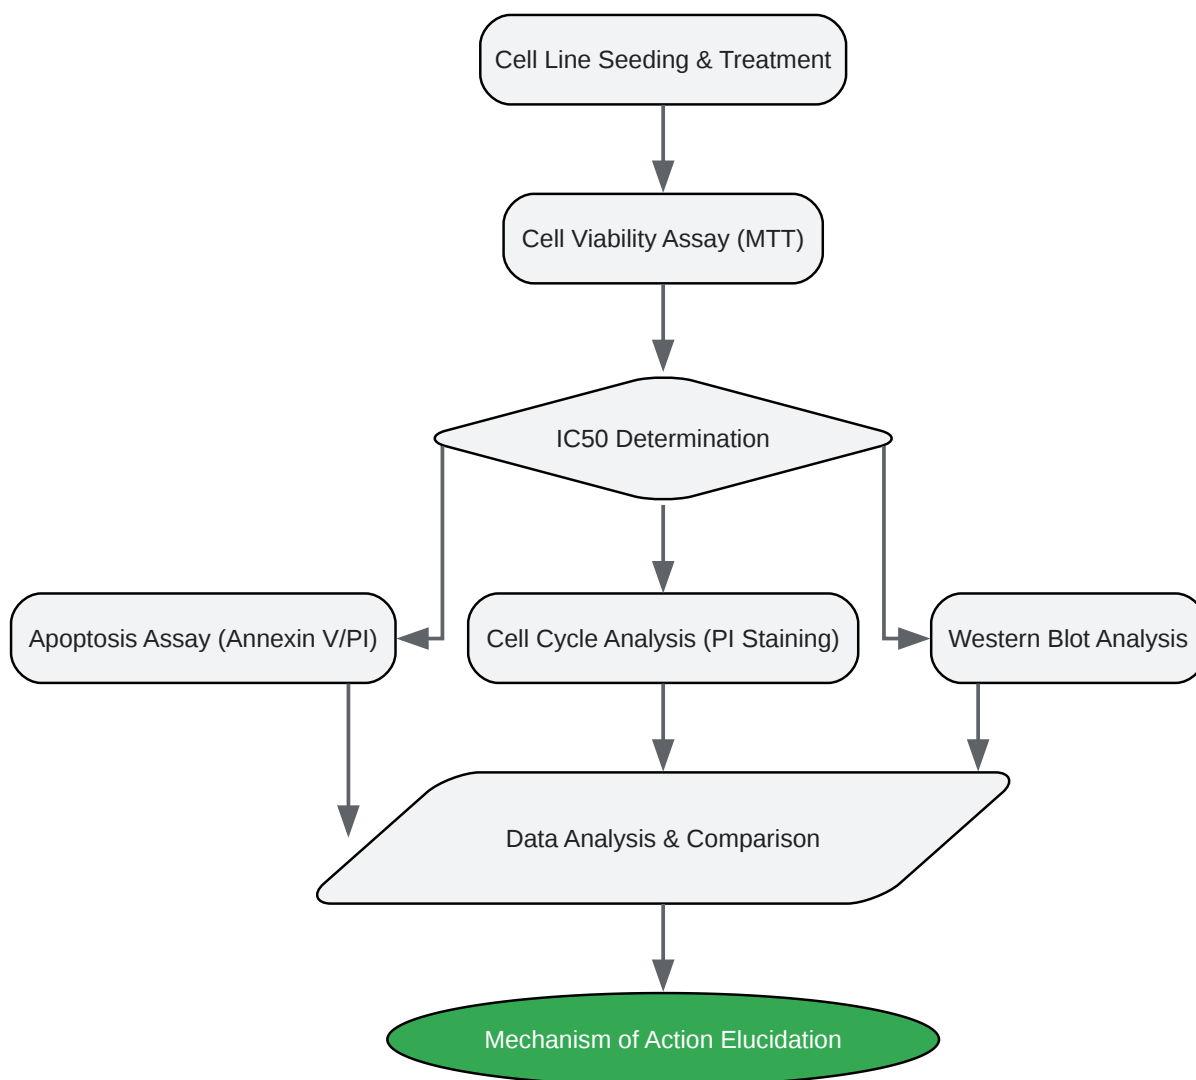 Cell Line Seeding & Treatment
Cell Viability Assay (MTT)
IC50 Determination
Apoptosis Assay (Annexin V/PI)
Cell Cycle Analysis (PI Staining)
Western Blot Analysis
Data Analysis & Comparison
Mechanism of Action Elucidation